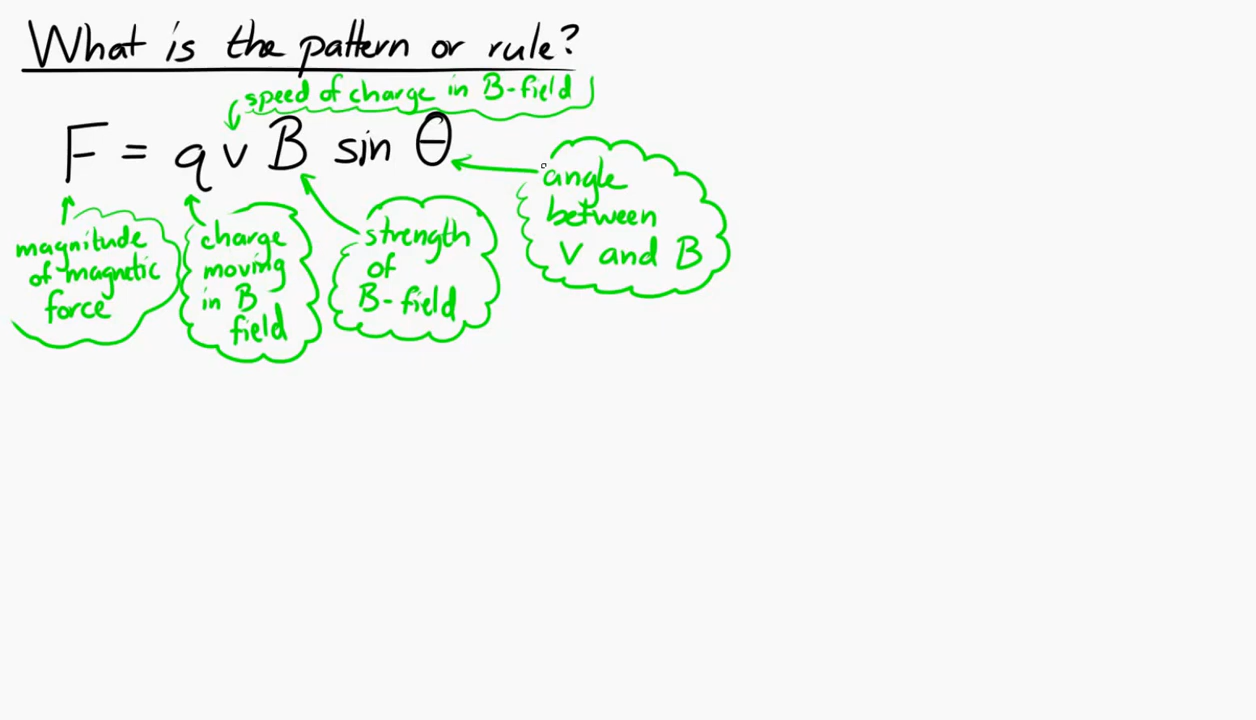 What is the pattern or rule?
speed of charge in B-field
F = q v B sin θ
magnitude
of magnetic
force
charge
moving
in B
field
strength
of
B-field
angle
between
V and B